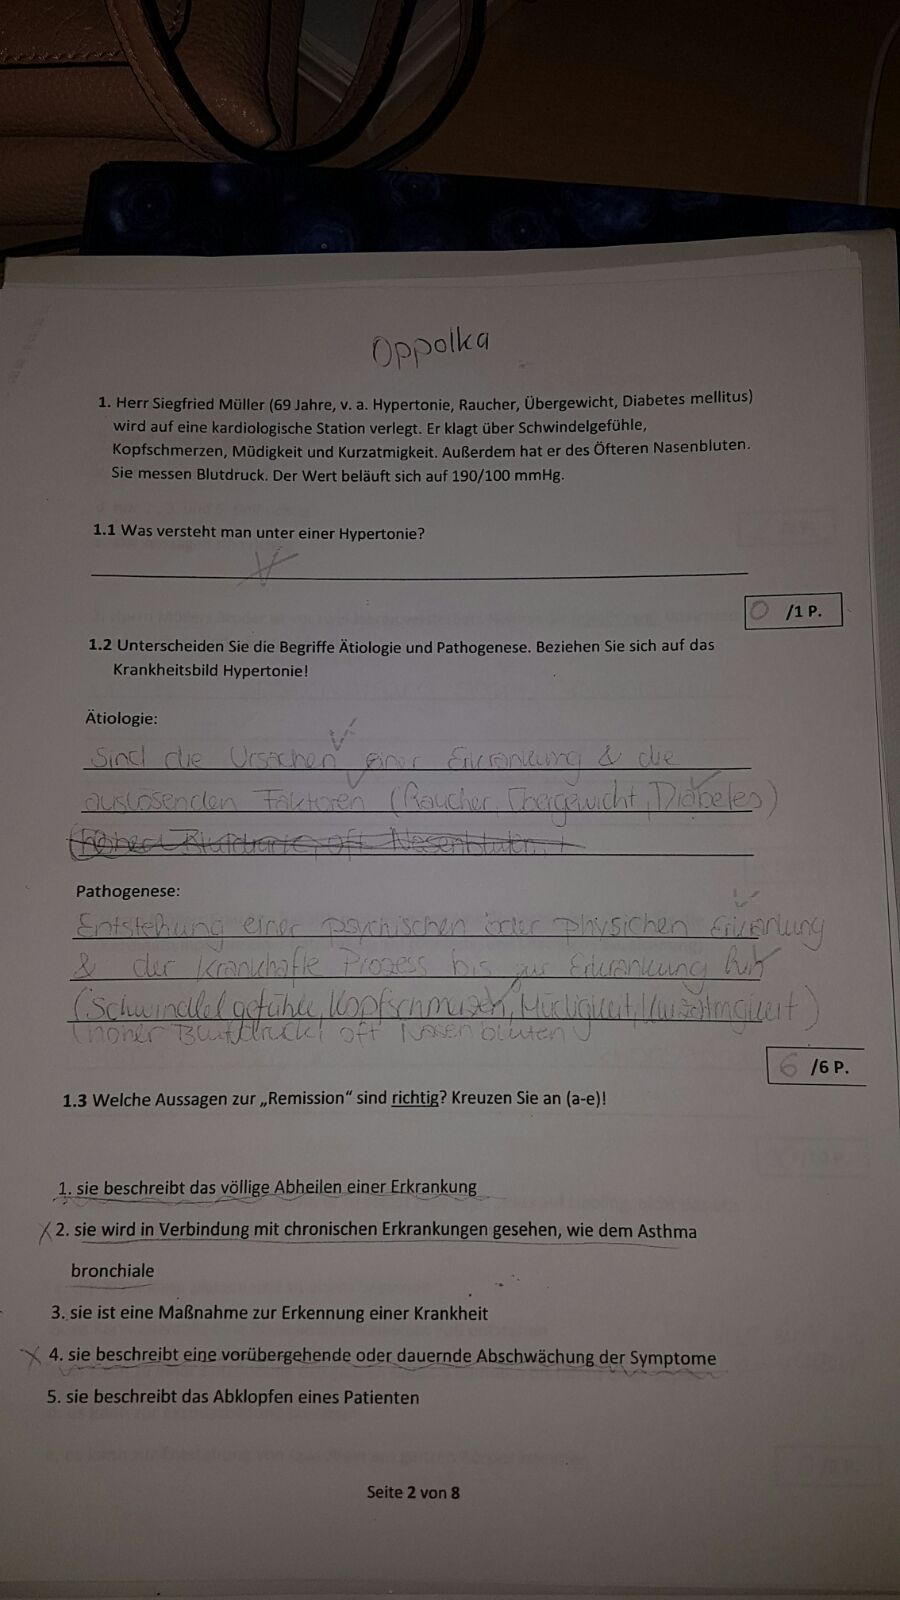 Oppolka
1. Herr Siegfried Müller (69 Jahre, v. a. Hypertonie, Raucher, Übergewicht, Diabetes mellitus)
wird auf eine kardiologische Station verlegt. Er klagt über Schwindelgefühle,
Kopfschmerzen, Müdigkeit und Kurzatmigkeit. Außerdem hat er des Öfteren Nasenbluten.
Sie messen Blutdruck. Der Wert beläuft sich auf 190/100 mmHg.
1.1 Was versteht man unter einer Hypertonie?
0 /1 P.
1.2 Unterscheiden Sie die Begriffe Ätiologie und Pathogenese. Beziehen Sie sich auf das
Krankheitsbild Hypertonie!
Ätiologie:
Sind die Ursachen einer Erkrankung & die
auslösenden Faktoren (Raucher, Übergewicht, Diabetes)
Pathogenese:
Entstehung einer psychischen oder physichen Erkrankung
& der krankhafte Prozess bis zur Erkrankung hin
(Schwindelgefühle, Kopfschmerzen, Müdigkeit, Kurzatmigkeit)
(hoher Blutdruck) oft Nasenbluten)
6 /6 P.
1.3 Welche Aussagen zur „Remission“ sind richtig? Kreuzen Sie an (a-e)!
1. sie beschreibt das völlige Abheilen einer Erkrankung
X 2. sie wird in Verbindung mit chronischen Erkrankungen gesehen, wie dem Asthma
bronchiale
3. sie ist eine Maßnahme zur Erkennung einer Krankheit
X 4. sie beschreibt eine vorübergehende oder dauernde Abschwächung der Symptome
5. sie beschreibt das Abklopfen eines Patienten
Seite 2 von 8